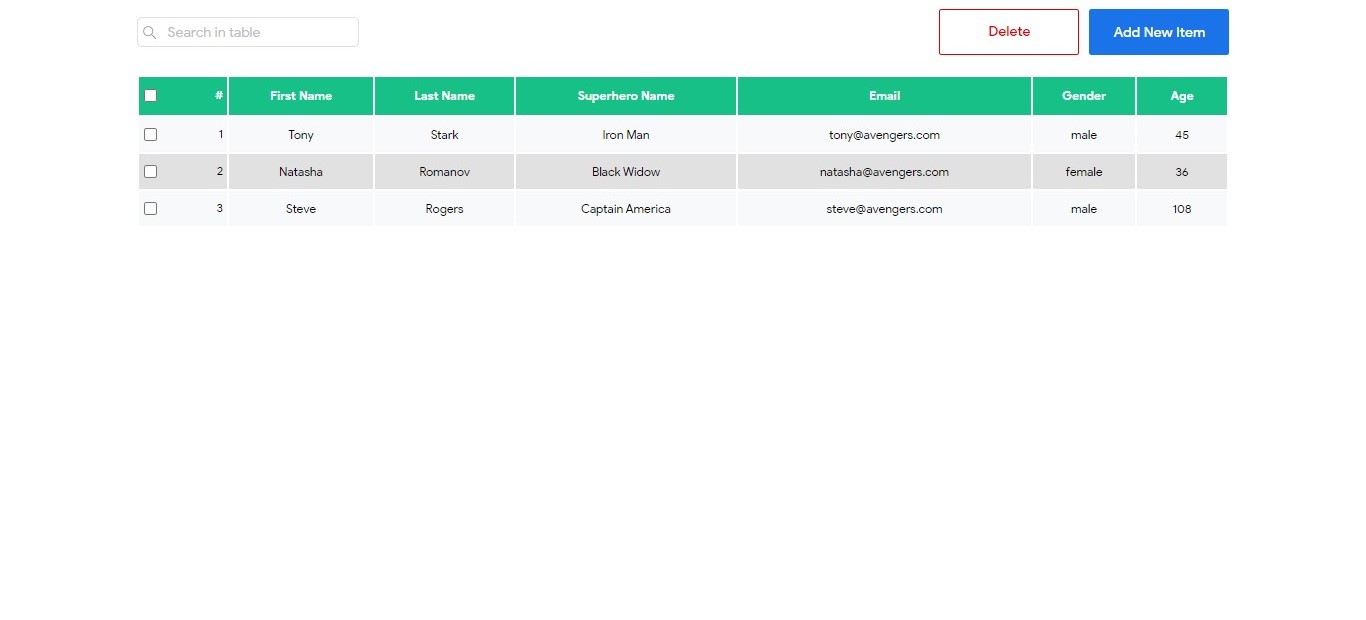 Search in table Delete Add New Item
# First Name Last Name Superhero Name Email Gender Age
1 Tony Stark Iron Man tony@avengers.com male 45
2 Natasha Romanov Black Widow natasha@avengers.com female 36
3 Steve Rogers Captain America steve@avengers.com male 108